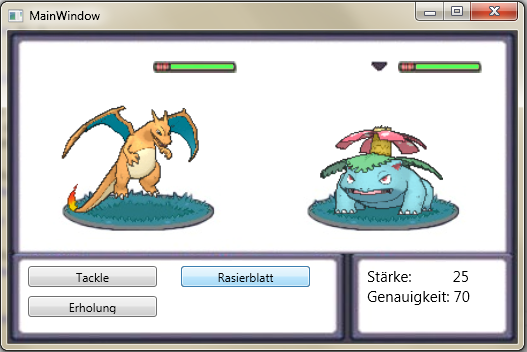 MainWindow
Tackle
Rasierblatt
Erholung
Stärke: 25
Genauigkeit: 70